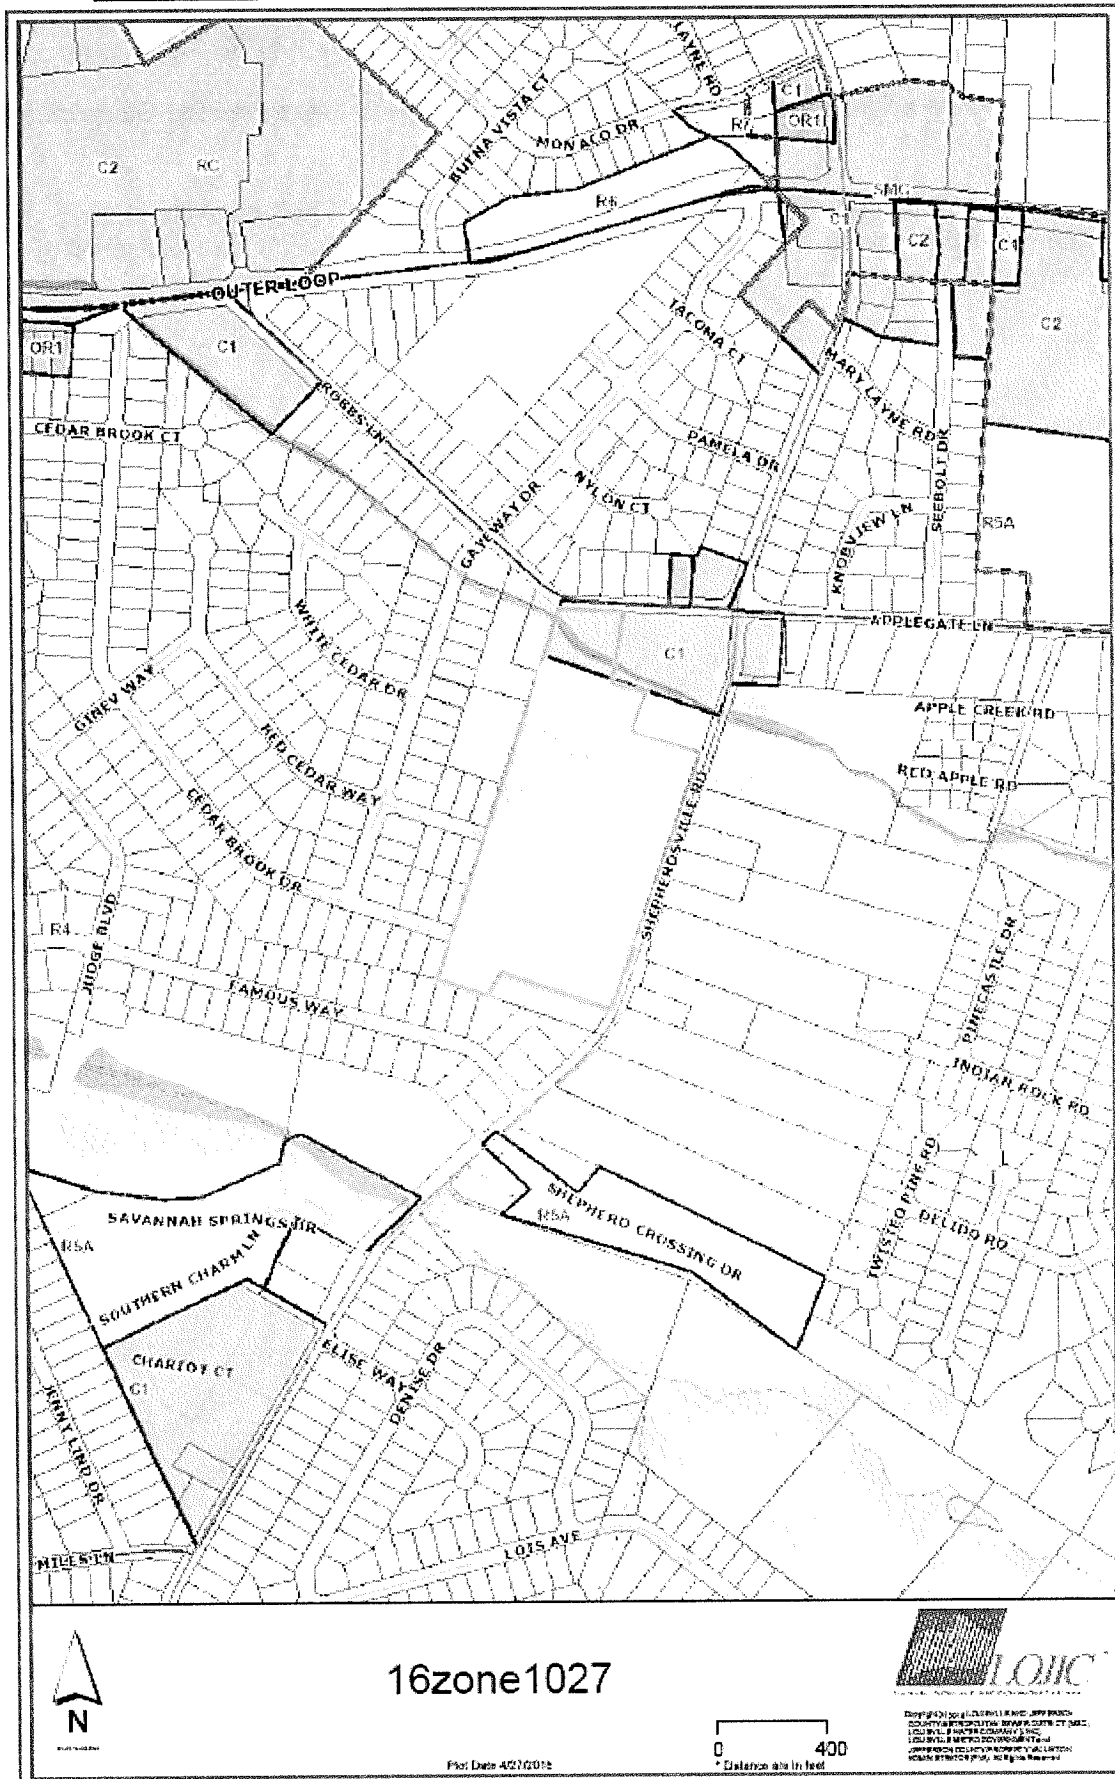 LAYNE RD
C1
R7
OR1
BUENA VISTA CT
MONACO DR
C2
RC
R6
SMC
C1
C2
C1
OUTER LOOP
C2
OR1
C1
TACOMA CT
ROBBS LN
MARY LAYNE RD
CEDAR BROOK CT
PAMELA DR
SEEBOLT DR
NYLON CT
GATEWAY DR
KNOBVIEW LN
R5A
WHITE CEDAR DR
APPLEGATE LN
C1
GINEV WAY
APPLE CREEK RD
RED CEDAR WAY
RED APPLE RD
CEDAR BROOK DR
SHEPHERDSVILLE RD
R4
JUDGE BLVD
PINECASTLE DR
FAMOUS WAY
INDIAN ROCK RD
SAVANNAH SPRINGS DR
R5A
SHEPHERD CROSSING DR
R5A
TWISTED PINE RD
DELIDO RD
SOUTHERN CHARM LN
CHARIOT CT
C1
ELISE WAY
DENISE DR
JENNY LIND DR
MILES LN
LOIS AVE
N
16zone1027
LOJIC
0 400
* Distance are in feet